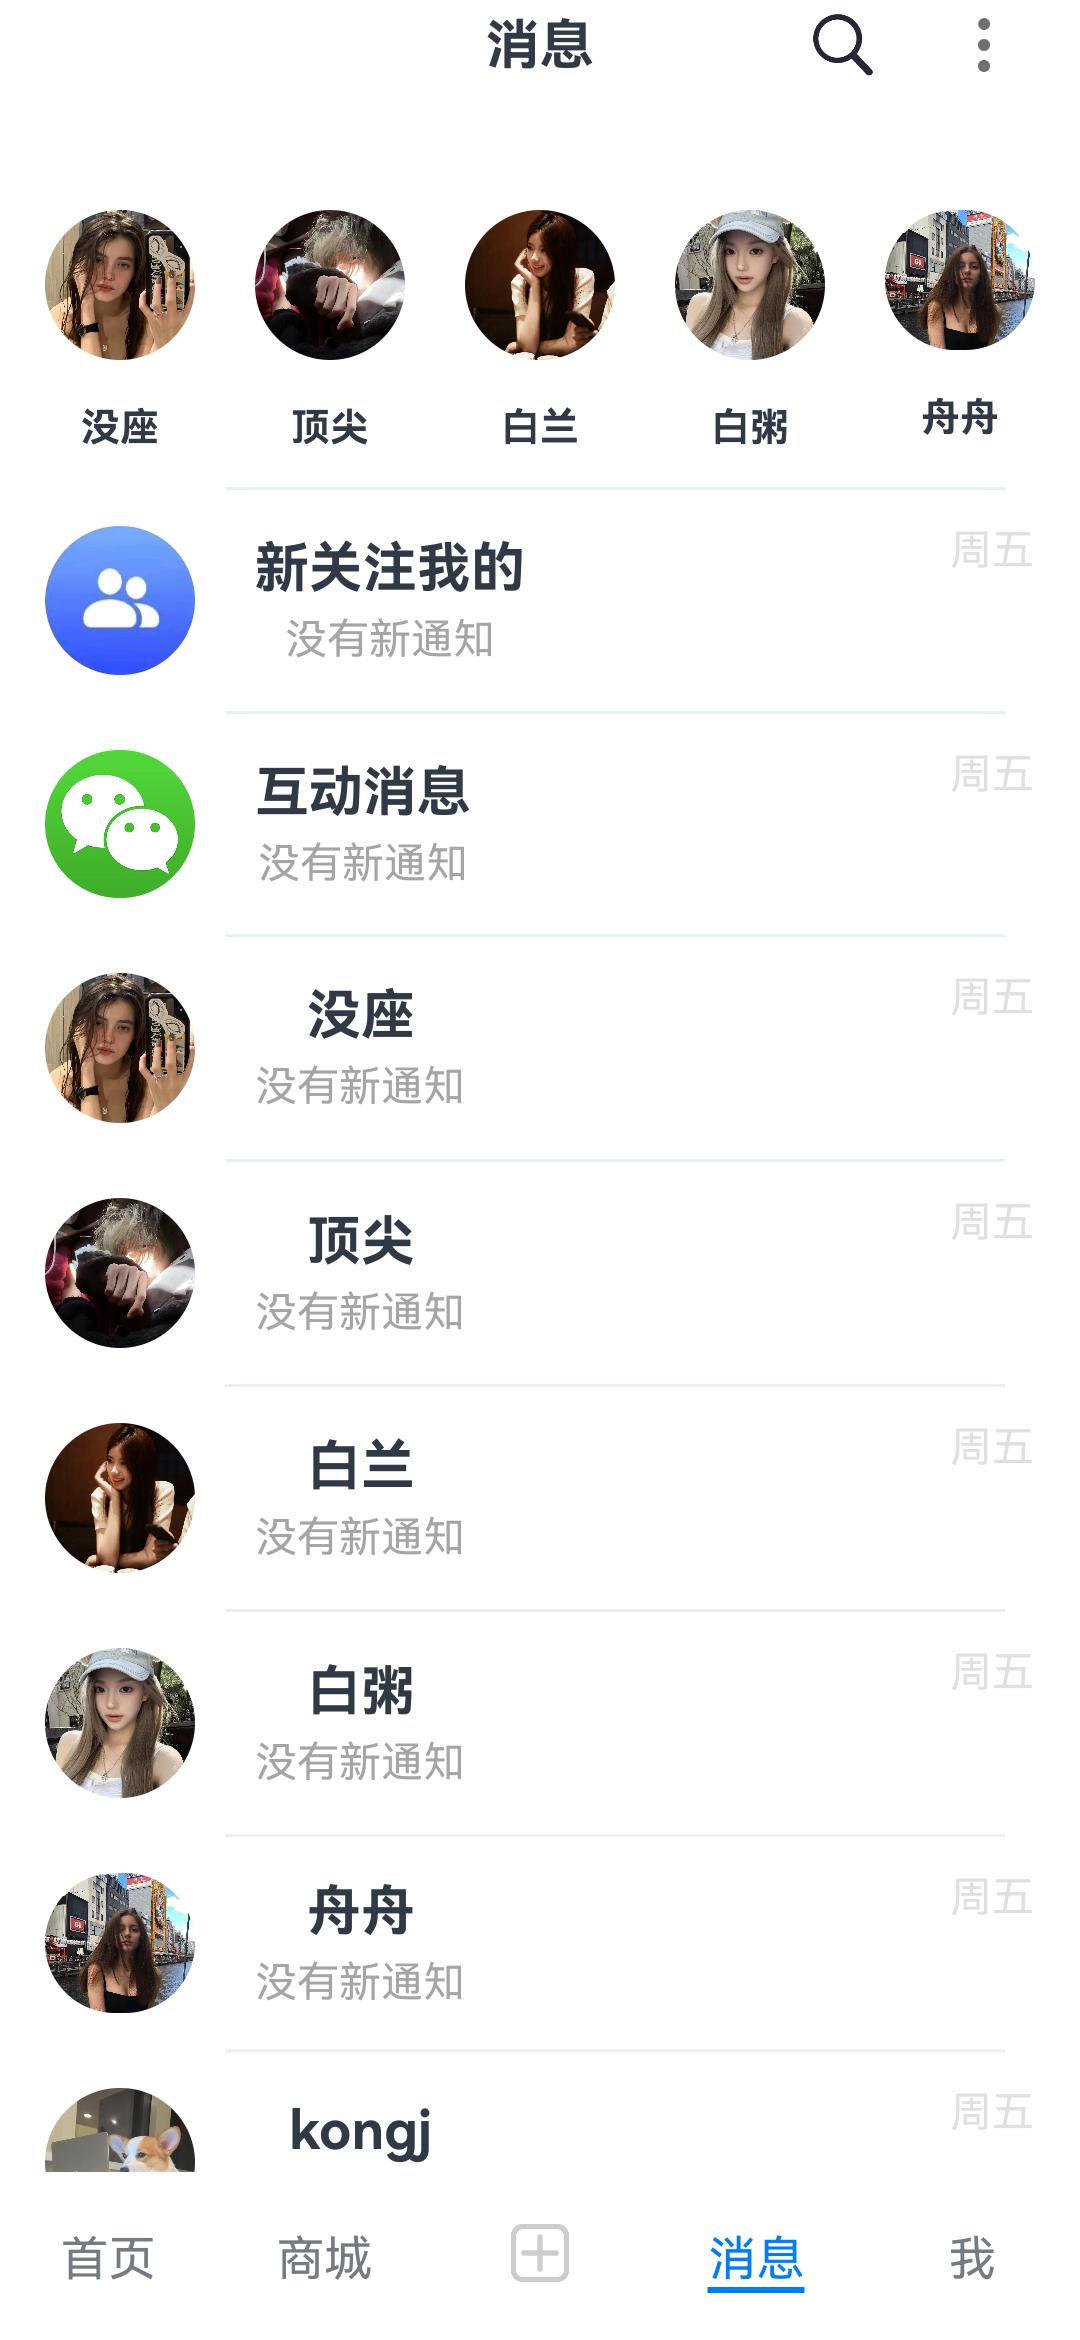 消息
没座 顶尖 白兰 白粥 舟舟
新关注我的 周五
没有新通知
互动消息 周五
没有新通知
没座 周五
没有新通知
顶尖 周五
没有新通知
白兰 周五
没有新通知
白粥 周五
没有新通知
舟舟 周五
没有新通知
kongj 周五
首页 商城 消息 我